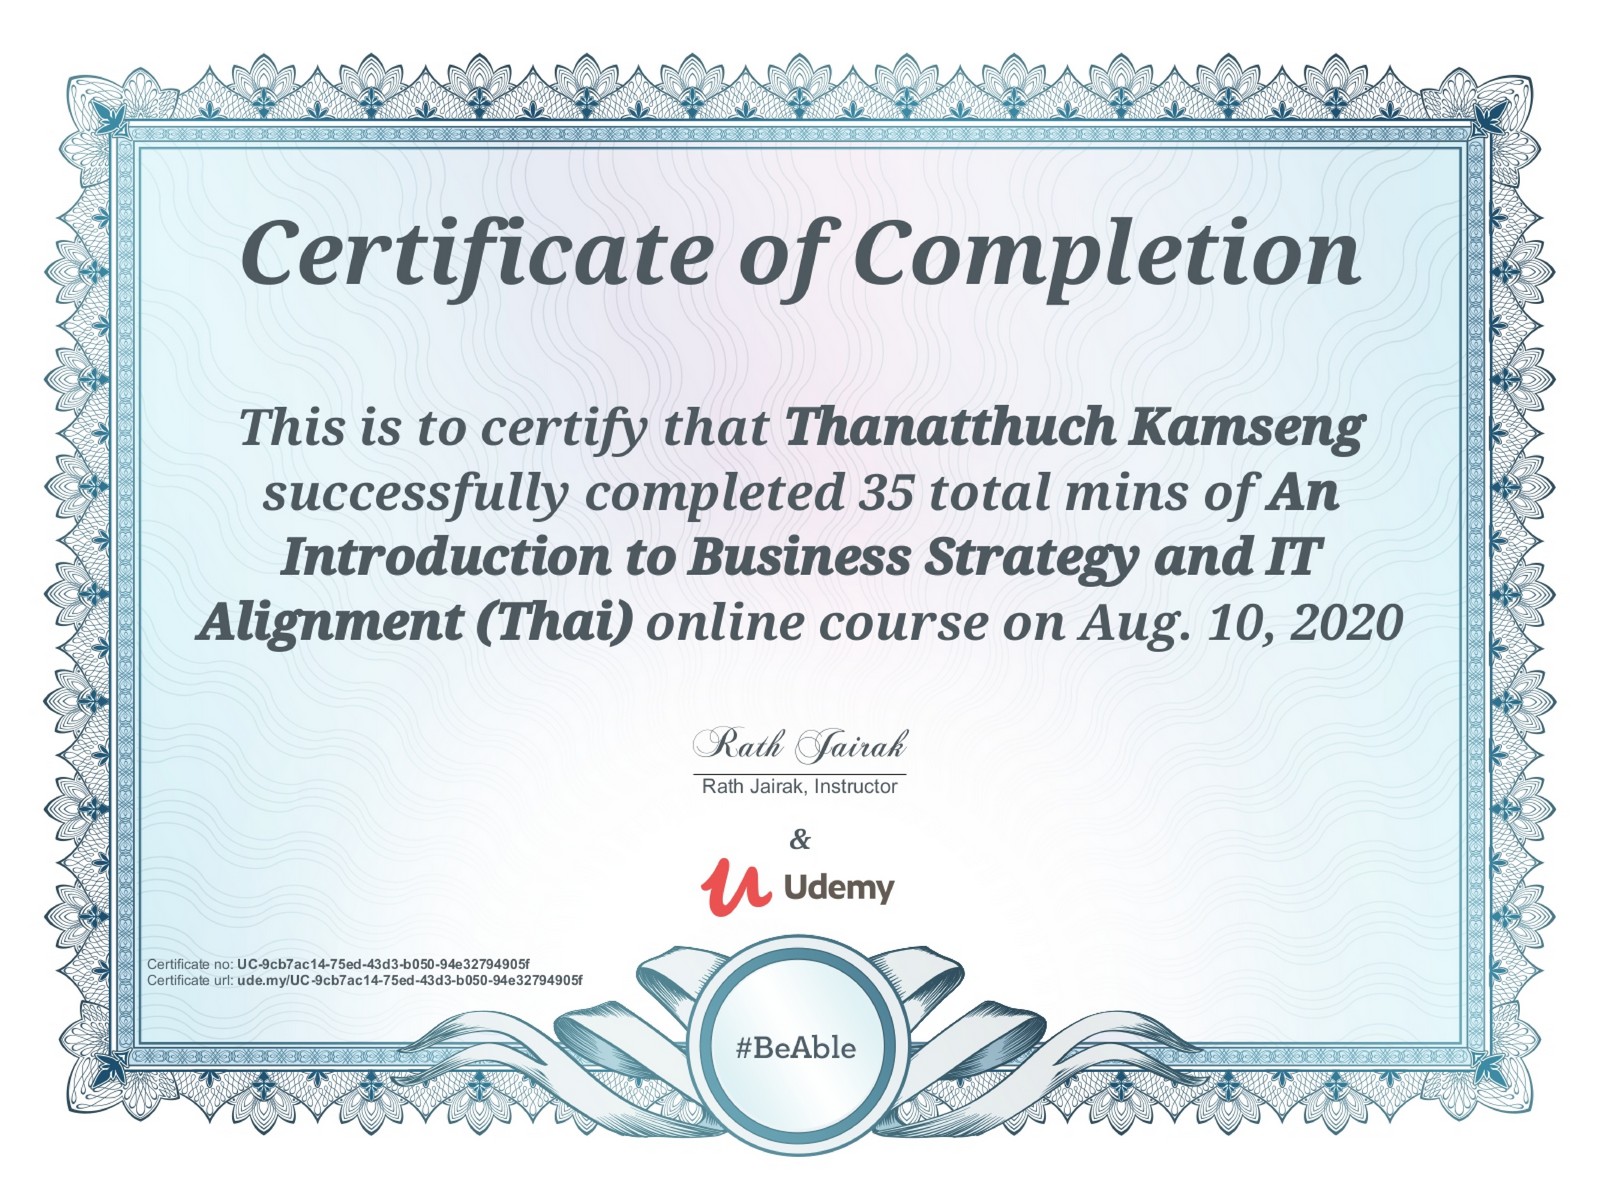 Certificate of Completion
This is to certify that Thanatthuch Kamseng
successfully completed 35 total mins of An
Introduction to Business Strategy and IT
Alignment (Thai) online course on Aug. 10, 2020
Rath Jairak
Rath Jairak, Instructor
&
Udemy
Certificate no: UC-9cb7ac14-75ed-43d3-b050-94e32794905f
Certificate url: ude.my/UC-9cb7ac14-75ed-43d3-b050-94e32794905f
#BeAble